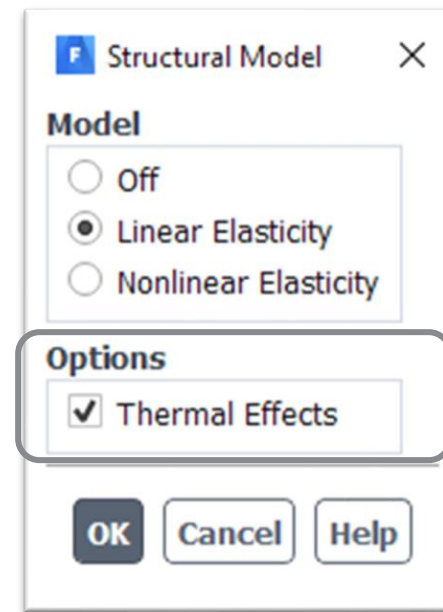 F Structural Model
Model
Off
Linear Elasticity
Nonlinear Elasticity
Options
Thermal Effects
OK Cancel Help